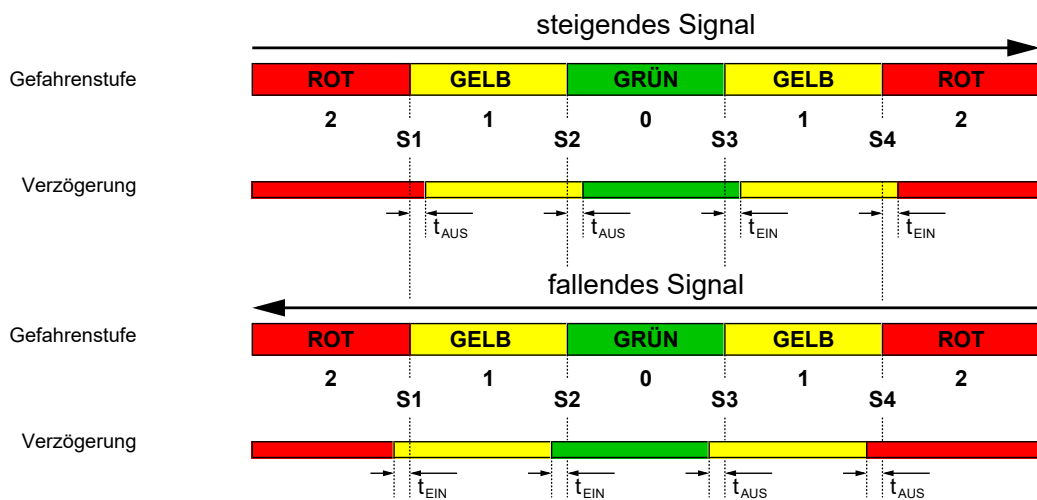 steigendes Signal
Gefahrenstufe ROT GELB GRÜN GELB ROT
2 1 0 1 2
S1 S2 S3 S4
Verzögerung
tAUS tAUS tEIN tEIN
fallendes Signal
Gefahrenstufe ROT GELB GRÜN GELB ROT
2 1 0 1 2
S1 S2 S3 S4
Verzögerung
tEIN tEIN tAUS tAUS